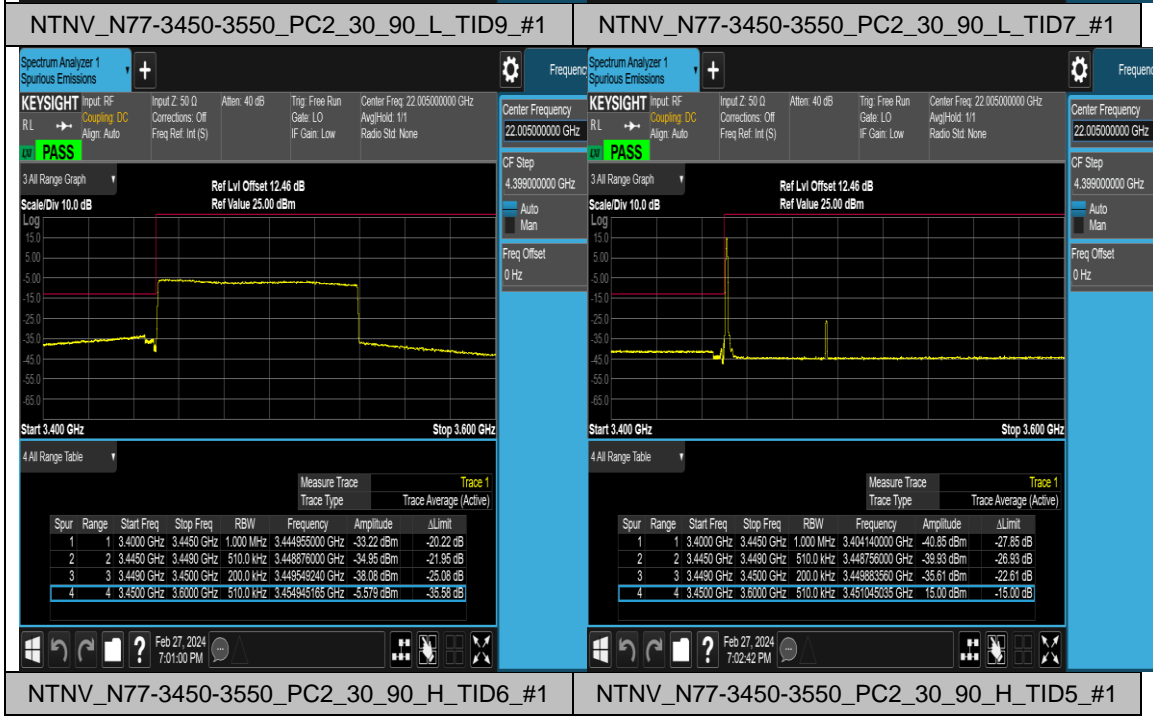 NTNV_N77-3450-3550_PC2_30_90_L_TID9_#1
NTNV_N77-3450-3550_PC2_30_90_L_TID7_#1
Spectrum Analyzer 1
Spurious Emissions
+
Frequenc
KEYSIGHT Input: RF Input Z: 50 Ω Atten: 40 dB Trig: Free Run Center Freq: 22.005000000 GHz
RL Coupling: DC Corrections: Off Gate: LO Avg|Hold: 1/1
Align: Auto Freq Ref: Int (S) IF Gain: Low Radio Std: None
PASS
Center Frequency
22.005000000 GHz
CF Step
4.399000000 GHz
Auto
Man
Freq Offset
0 Hz
3 All Range Graph
Ref Lvl Offset 12.46 dB
Scale/Div 10.0 dB Ref Value 25.00 dBm
Log
15.0
5.00
-5.00
-15.0
-25.0
-35.0
-45.0
-55.0
-65.0
Start 3.400 GHz Stop 3.600 GHz
4 All Range Table
Measure Trace Trace 1
Trace Type Trace Average (Active)
Spur Range Start Freq Stop Freq RBW Frequency Amplitude ΔLimit
1 1 3.4000 GHz 3.4450 GHz 1.000 MHz 3.444955000 GHz -33.22 dBm -20.22 dB
2 2 3.4450 GHz 3.4490 GHz 510.0 kHz 3.448876000 GHz -34.95 dBm -21.95 dB
3 3 3.4490 GHz 3.4500 GHz 200.0 kHz 3.449549240 GHz -38.08 dBm -25.08 dB
4 4 3.4500 GHz 3.6000 GHz 510.0 kHz 3.454945165 GHz -5.579 dBm -35.58 dB
?
Feb 27, 2024
7:01:00 PM
Spectrum Analyzer 1
Spurious Emissions
+
Frequenc
KEYSIGHT Input: RF Input Z: 50 Ω Atten: 40 dB Trig: Free Run Center Freq: 22.005000000 GHz
RL Coupling: DC Corrections: Off Gate: LO Avg|Hold: 1/1
Align: Auto Freq Ref: Int (S) IF Gain: Low Radio Std: None
PASS
Center Frequency
22.005000000 GHz
CF Step
4.399000000 GHz
Auto
Man
Freq Offset
0 Hz
3 All Range Graph
Ref Lvl Offset 12.46 dB
Scale/Div 10.0 dB Ref Value 25.00 dBm
Log
15.0
5.00
-5.00
-15.0
-25.0
-35.0
-45.0
-55.0
-65.0
Start 3.400 GHz Stop 3.600 GHz
4 All Range Table
Measure Trace Trace 1
Trace Type Trace Average (Active)
Spur Range Start Freq Stop Freq RBW Frequency Amplitude ΔLimit
1 1 3.4000 GHz 3.4450 GHz 1.000 MHz 3.404140000 GHz -40.85 dBm -27.85 dB
2 2 3.4450 GHz 3.4490 GHz 510.0 kHz 3.448756000 GHz -39.93 dBm -26.93 dB
3 3 3.4490 GHz 3.4500 GHz 200.0 kHz 3.449883560 GHz -35.61 dBm -22.61 dB
4 4 3.4500 GHz 3.6000 GHz 510.0 kHz 3.451045035 GHz 15.00 dBm -15.00 dB
?
Feb 27, 2024
7:02:42 PM
NTNV_N77-3450-3550_PC2_30_90_H_TID6_#1
NTNV_N77-3450-3550_PC2_30_90_H_TID5_#1